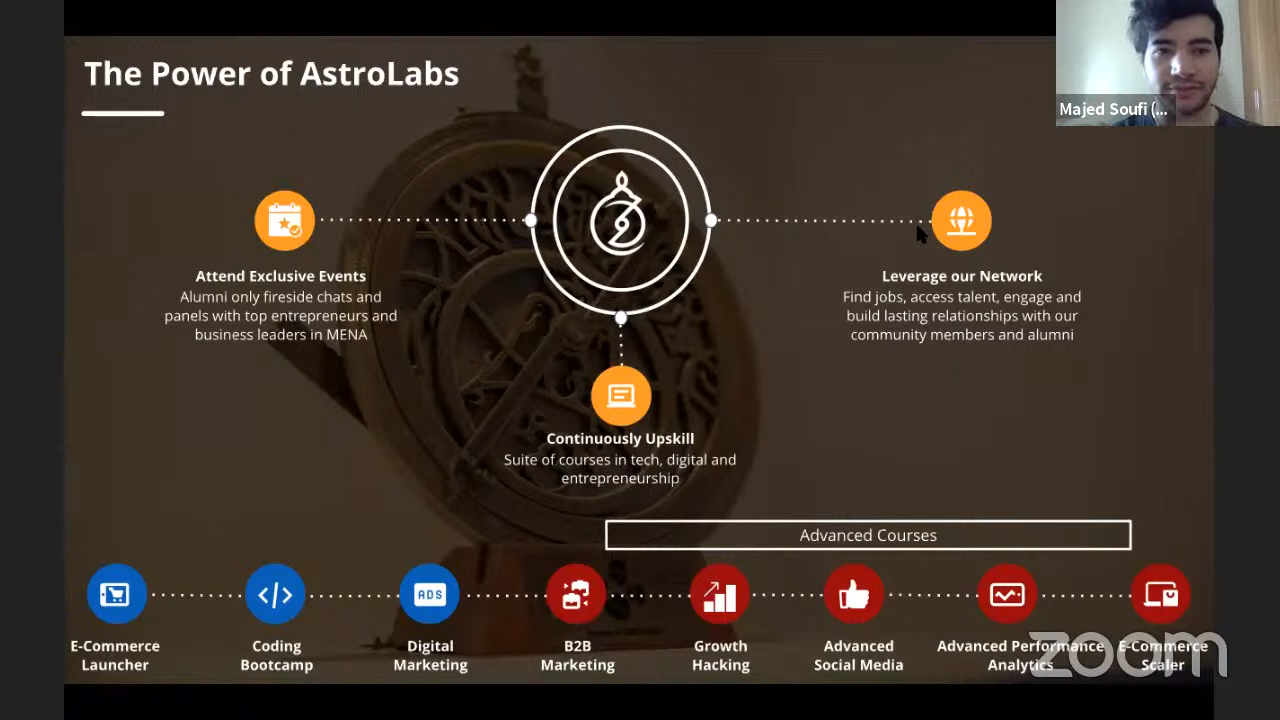 The Power of AstroLabs
Majed Soufi (...
Attend Exclusive Events
Alumni only fireside chats and
panels with top entrepreneurs and
business leaders in MENA
Leverage our Network
Find jobs, access talent, engage and
build lasting relationships with our
community members and alumni
Continuously Upskill
Suite of courses in tech, digital and
entrepreneurship
Advanced Courses
ADS
E-Commerce
Launcher
Coding
Bootcamp
Digital
Marketing
B2B
Marketing
Growth
Hacking
Advanced
Social Media
Advanced Performance
Analytics
E-Commerce
Scaler
zoom